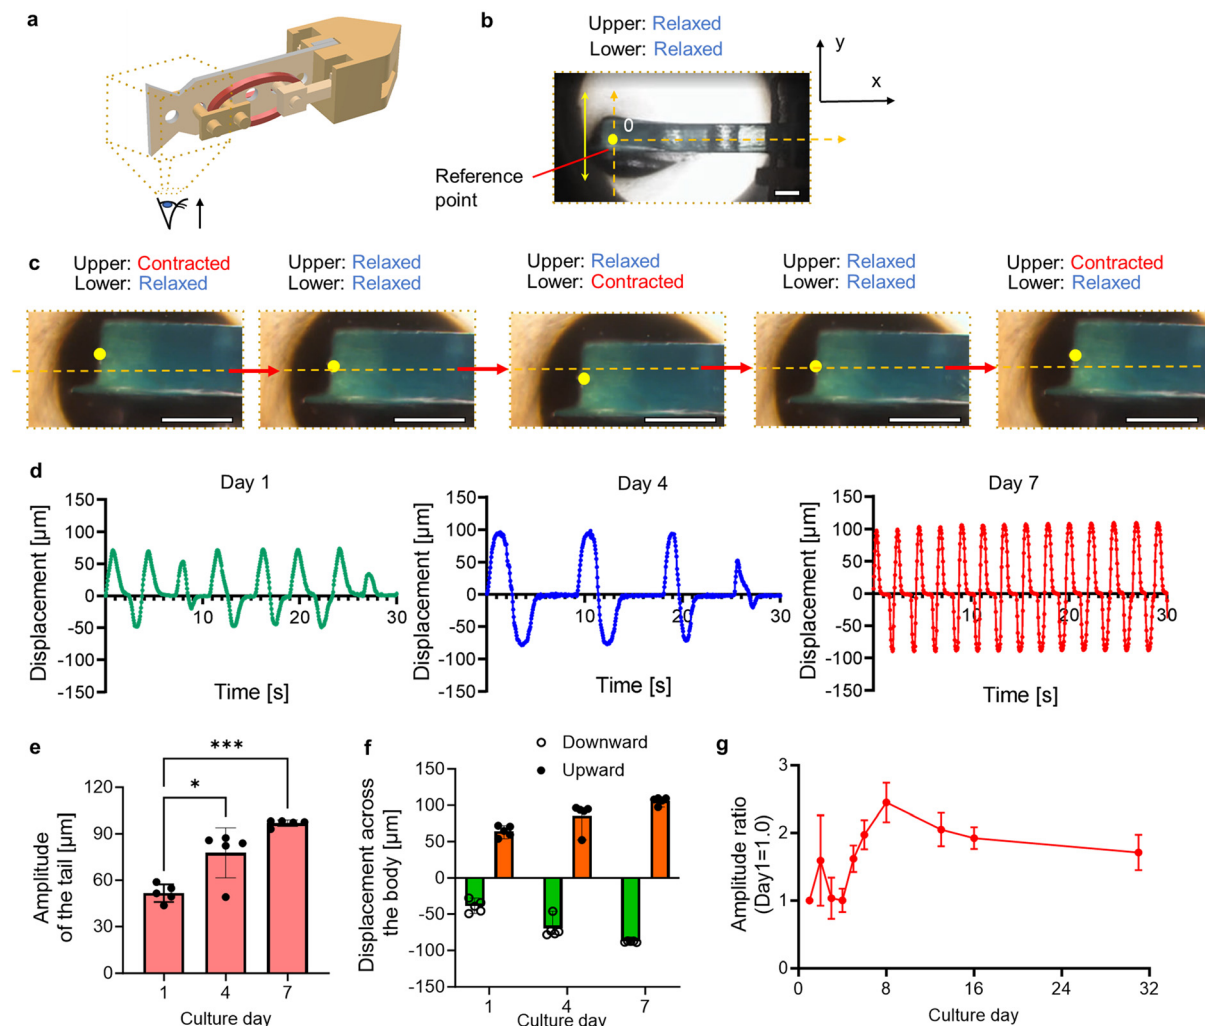 a
b
Upper: Relaxed
Lower: Relaxed
y
x
0
Reference
point
c
Upper: Contracted
Lower: Relaxed
Upper: Relaxed
Lower: Relaxed
Upper: Relaxed
Lower: Contracted
Upper: Relaxed
Lower: Relaxed
Upper: Contracted
Lower: Relaxed
d
Day 1
Displacement [µm]
150
100
50
0
-50
-100
-150
10
20
30
Time [s]
Day 4
Displacement [µm]
150
100
50
0
-50
-100
-150
10
20
30
Time [s]
Day 7
Displacement [µm]
150
100
50
0
-50
-100
-150
10
20
30
Time [s]
e
***
*
Amplitude
of the tail [µm]
120
90
60
30
0
1
4
7
Culture day
f
Downward
Upward
Displacement across
the body [µm]
150
100
50
0
-50
-100
-150
1
4
7
Culture day
g
Amplitude ratio
(Day1=1.0)
3
2
1
0
0
8
16
24
32
Culture day